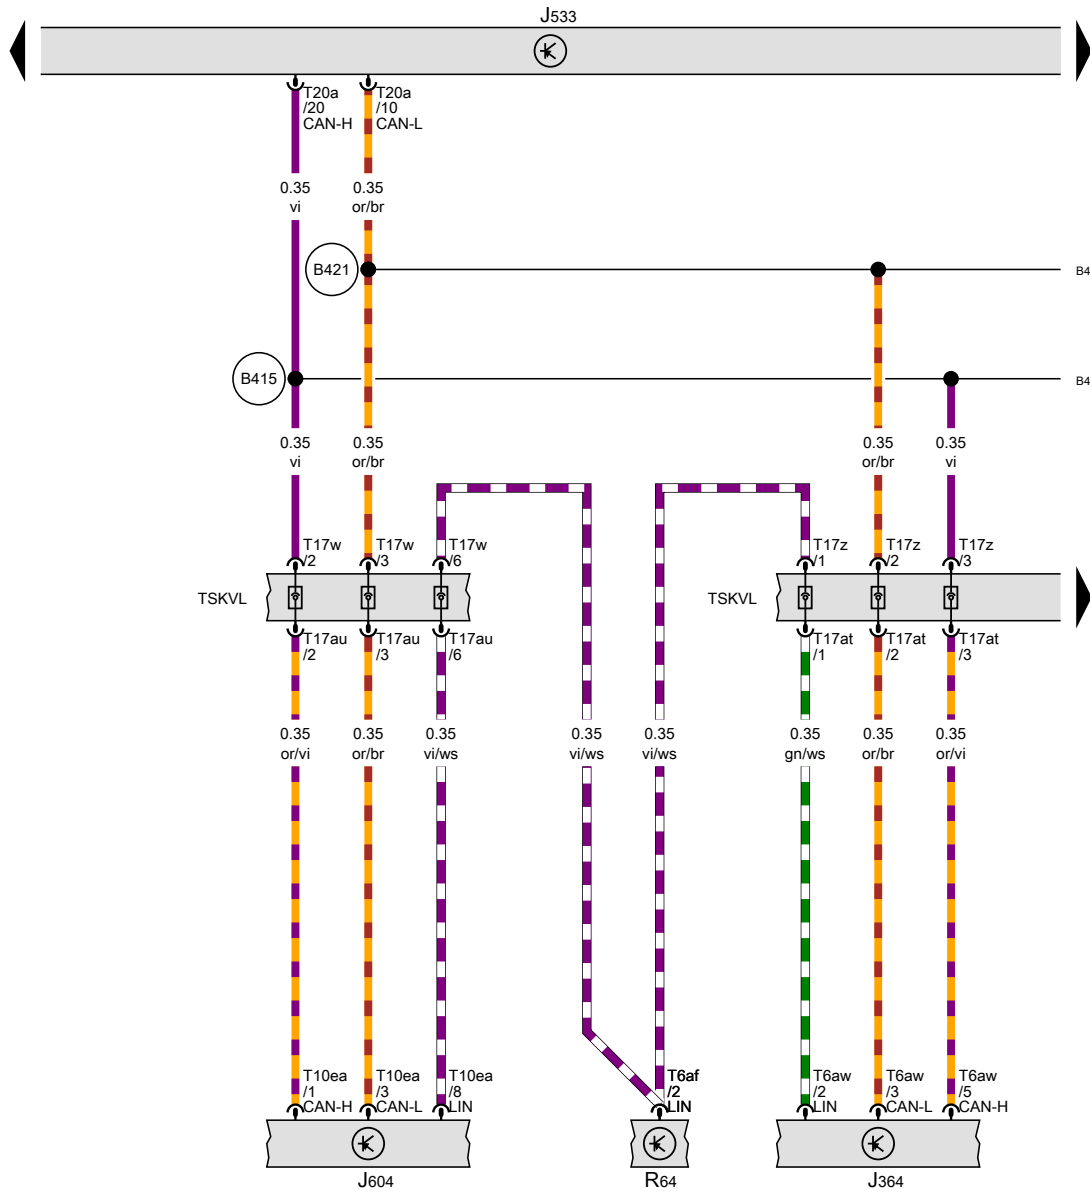 J533
T20a
/20
CAN-H
T20a
/10
CAN-L
0.35
vi
0.35
or/br
B421
B4
B415
B4
0.35
vi
0.35
or/br
0.35
or/br
0.35
vi
T17w
/2
T17w
/3
T17w
/6
T17z
/1
T17z
/2
T17z
/3
TSKVL
TSKVL
T17au
/2
T17au
/3
T17au
/6
T17at
/1
T17at
/2
T17at
/3
0.35
or/vi
0.35
or/br
0.35
vi/ws
0.35
vi/ws
0.35
vi/ws
0.35
gn/ws
0.35
or/br
0.35
or/vi
T10ea
/1
CAN-H
T10ea
/3
CAN-L
T10ea
/8
LIN
T6af
/2
LIN
T6aw
/2
LIN
T6aw
/3
CAN-L
T6aw
/5
CAN-H
J604
R64
J364